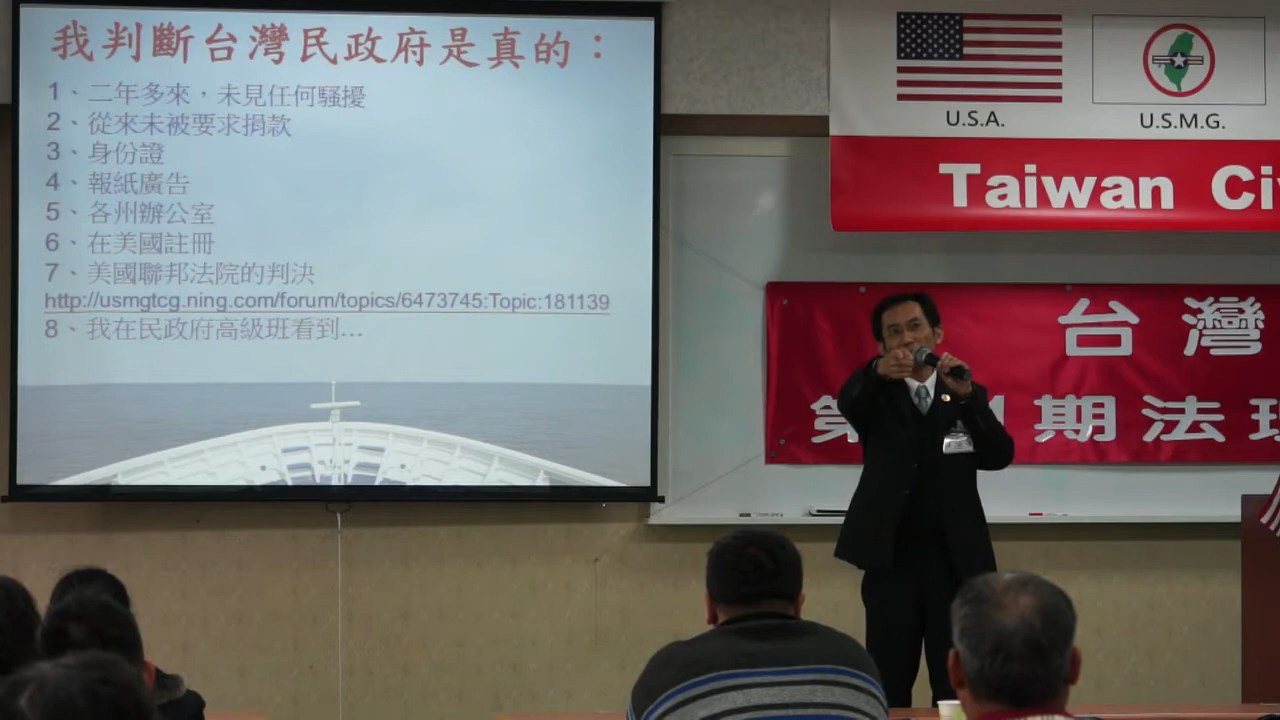 我判斷台灣民政府是真的：
1、二年多來，未見任何騷擾
2、從來未被要求捐款
3、身份證
4、報紙廣告
5、各州辦公室
6、在美國註冊
7、美國聯邦法院的判決
http://usmgtcg.ning.com/forum/topics/6473745:Topic:181139
8、我在民政府高級班看到...
U.S.A.
U.S.M.G.
Taiwan Ci
台灣
第 1期法理